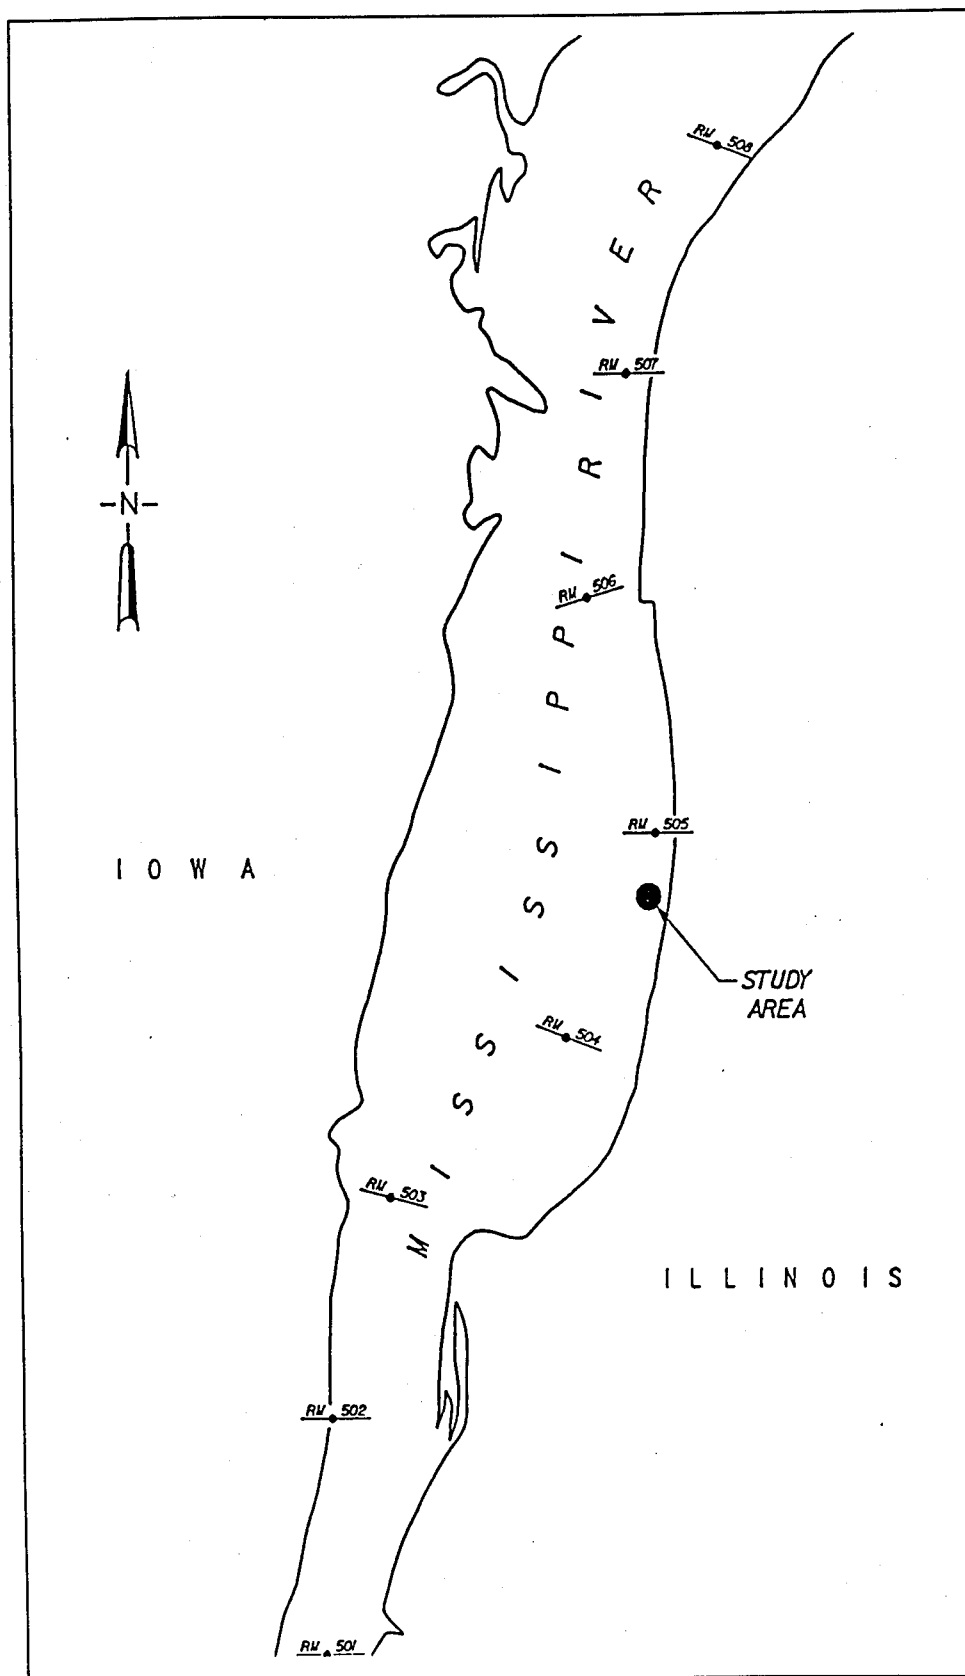 RM 508
RM 507
RM 506
RM 505
RM 504
RM 503
RM 502
RM 501
MISSISSIPPI RIVER
-N-
IOWA
STUDY
AREA
ILLINOIS